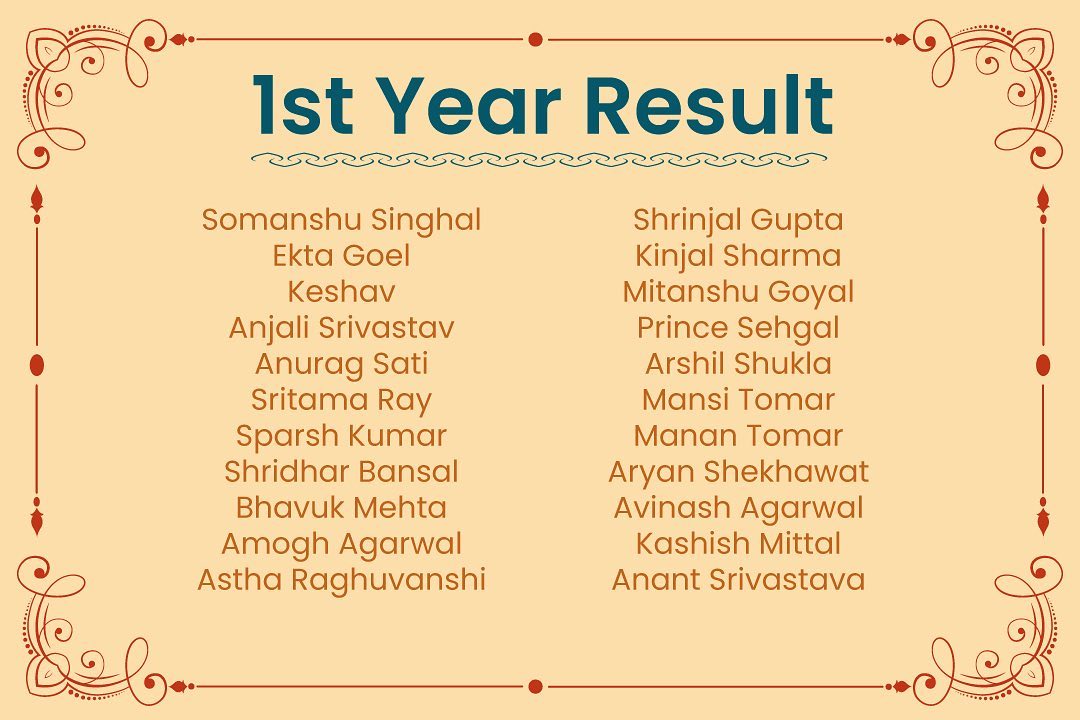 1st Year Result
Somanshu Singhal
Ekta Goel
Keshav
Anjali Srivastav
Anurag Sati
Sritama Ray
Sparsh Kumar
Shridhar Bansal
Bhavuk Mehta
Amogh Agarwal
Astha Raghuvanshi
Shrinjal Gupta
Kinjal Sharma
Mitanshu Goyal
Prince Sehgal
Arshil Shukla
Mansi Tomar
Manan Tomar
Aryan Shekhawat
Avinash Agarwal
Kashish Mittal
Anant Srivastava